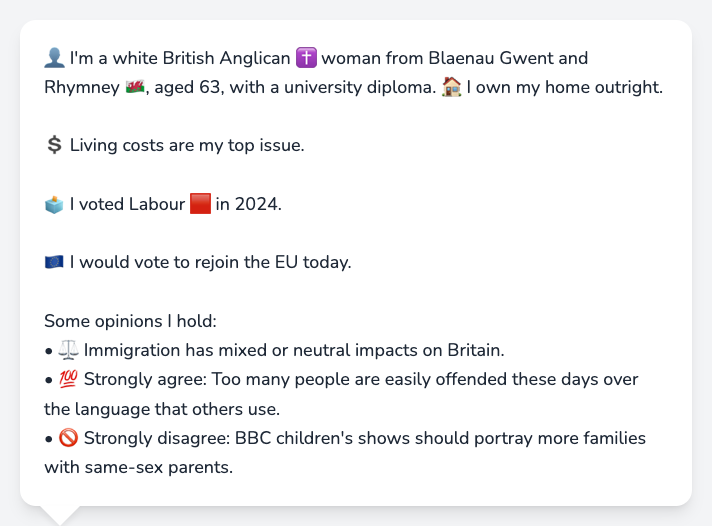 👤 I'm a white British Anglican ✝️ woman from Blaenau Gwent and
Rhymney 🏴󠁧󠁢󠁷󠁬󠁳󠁿, aged 63, with a university diploma. 🏠 I own my home outright.
💲 Living costs are my top issue.
🗳️ I voted Labour 🟥 in 2024.
🇪🇺 I would vote to rejoin the EU today.
Some opinions I hold:
• ⚖️ Immigration has mixed or neutral impacts on Britain.
• 💯 Strongly agree: Too many people are easily offended these days over
the language that others use.
• 🚫 Strongly disagree: BBC children's shows should portray more families
with same-sex parents.